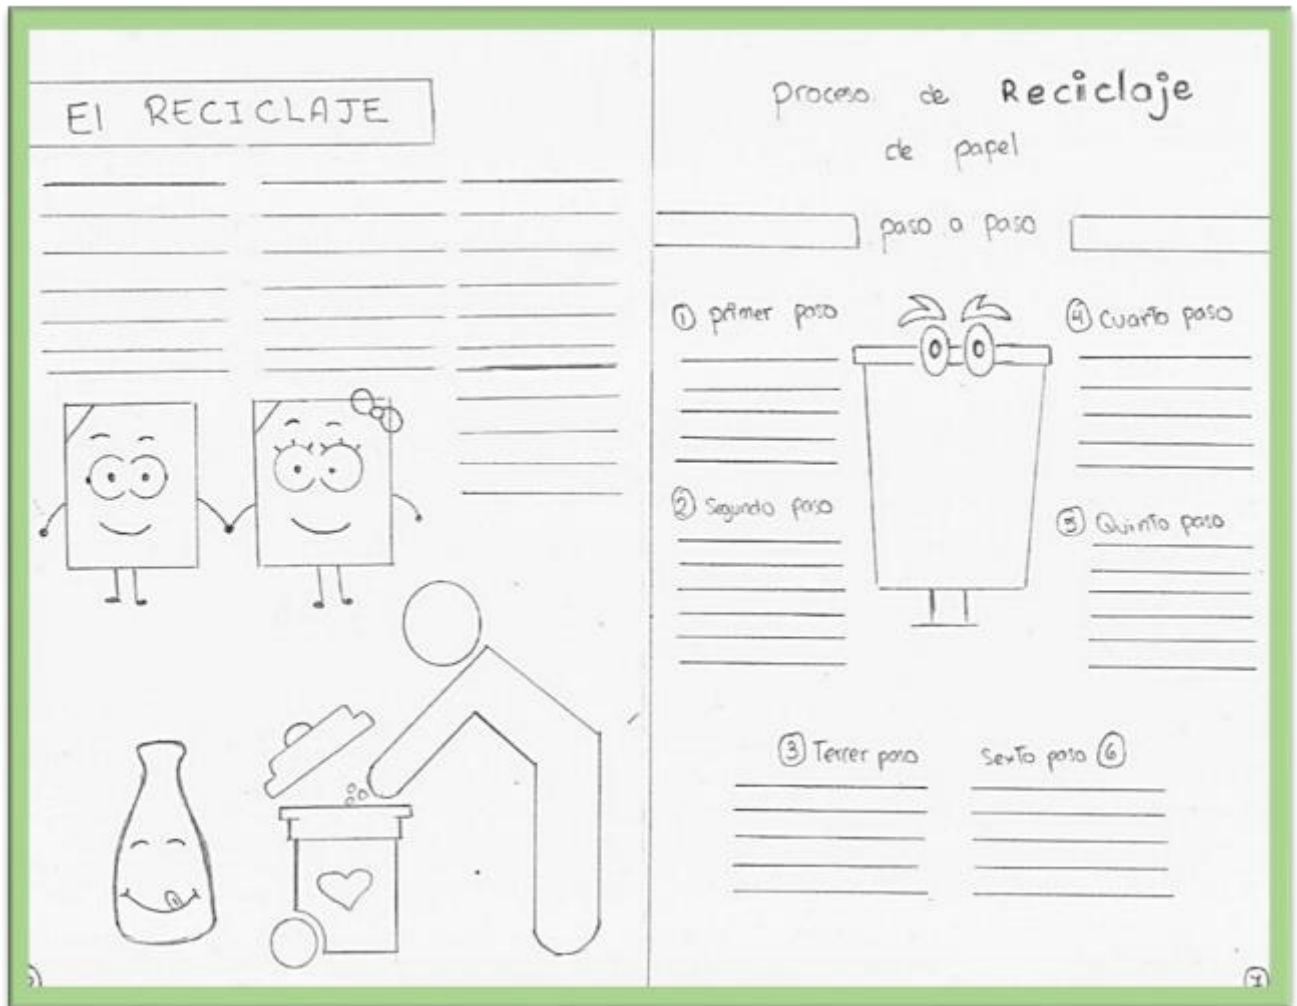 El RECICLAJE
proceso de Reciclaje
de papel
paso a paso
① primer paso
② Segundo paso
③ Tercer paso
④ Cuarto paso
⑤ Quinto paso
Sexto paso ⑥